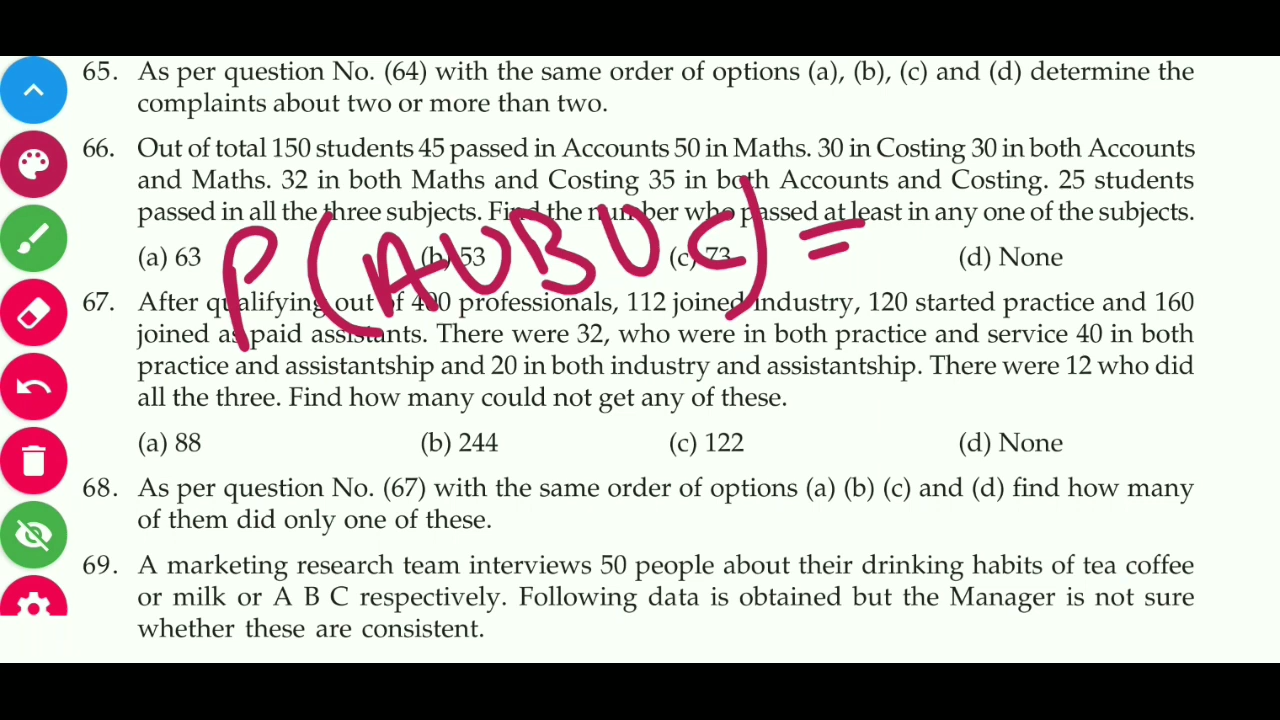 65. As per question No. (64) with the same order of options (a), (b), (c) and (d) determine the
complaints about two or more than two.
66. Out of total 150 students 45 passed in Accounts 50 in Maths. 30 in Costing 30 in both Accounts
and Maths. 32 in both Maths and Costing 35 in both Accounts and Costing. 25 students
passed in all the three subjects. Find the number who passed at least in any one of the subjects.
(a) 63 (b) 53 (c) 73 (d) None
P(AUBUC) =
67. After qualifying out of 400 professionals, 112 joined industry, 120 started practice and 160
joined as paid assistants. There were 32, who were in both practice and service 40 in both
practice and assistantship and 20 in both industry and assistantship. There were 12 who did
all the three. Find how many could not get any of these.
(a) 88 (b) 244 (c) 122 (d) None
68. As per question No. (67) with the same order of options (a) (b) (c) and (d) find how many
of them did only one of these.
69. A marketing research team interviews 50 people about their drinking habits of tea coffee
or milk or A B C respectively. Following data is obtained but the Manager is not sure
whether these are consistent.